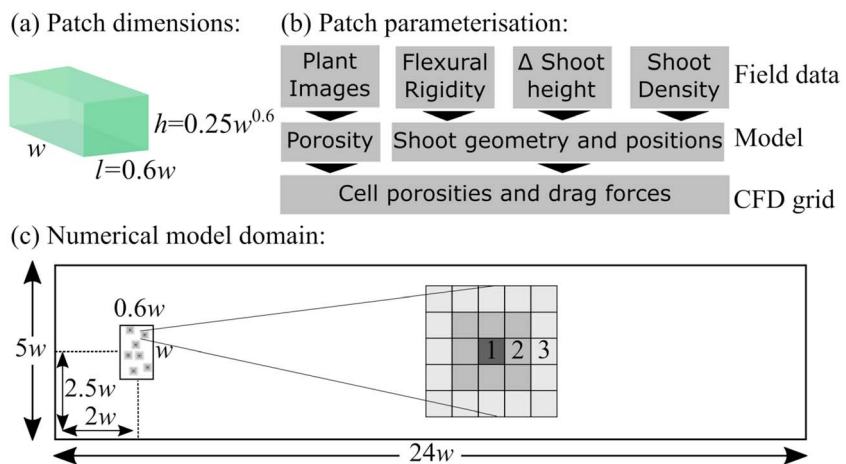 (a) Patch dimensions:
w
l=0.6w
h=0.25w^0.6
(b) Patch parameterisation:
Plant Images
Flexural Rigidity
Δ Shoot height
Shoot Density
Field data
Porosity
Shoot geometry and positions
Model
Cell porosities and drag forces
CFD grid
(c) Numerical model domain:
0.6w
w
5w
2.5w
2w
1 2 3
24w